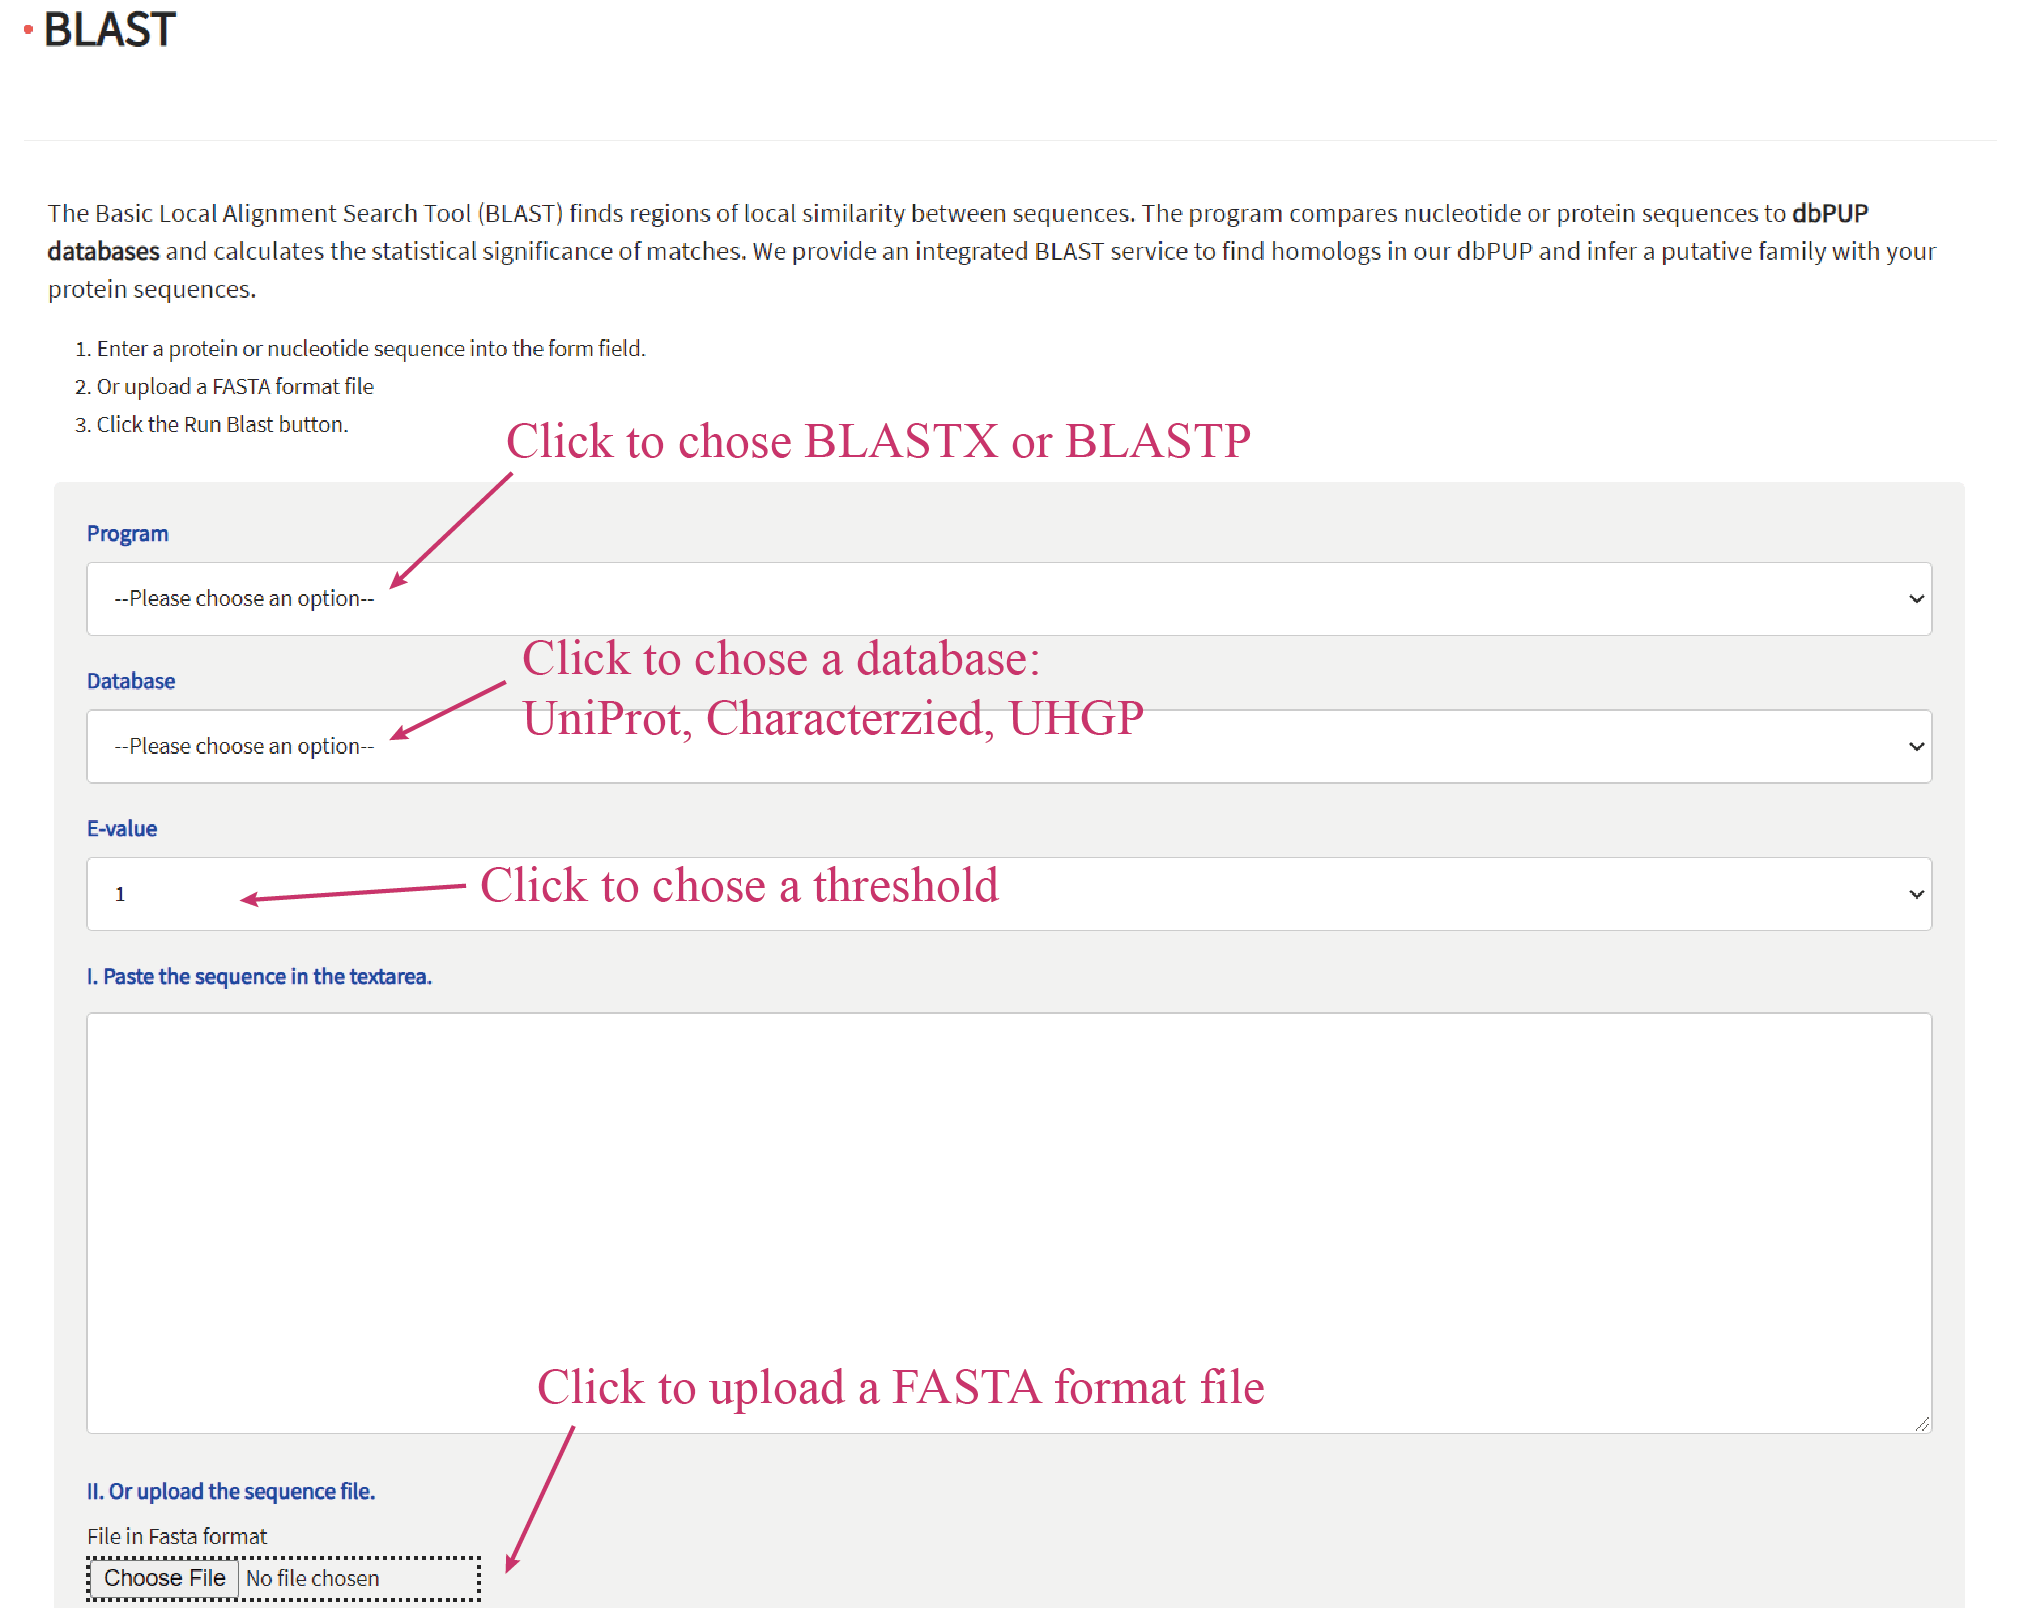 BLAST
The Basic Local Alignment Search Tool (BLAST) finds regions of local similarity between sequences. The program compares nucleotide or protein sequences to dbPUP
databases and calculates the statistical significance of matches. We provide an integrated BLAST service to find homologs in our dbPUP and infer a putative family with your
protein sequences.
1. Enter a protein or nucleotide sequence into the form field.
2. Or upload a FASTA format file
3. Click the Run Blast button.
Click to chose BLASTX or BLASTP
Program
--Please choose an option--
Click to chose a database:
Database
UniProt, Characterzied, UHGP
--Please choose an option--
E-value
1
Click to chose a threshold
I. Paste the sequence in the textarea.
Click to upload a FASTA format file
II. Or upload the sequence file.
File in Fasta format
Choose File No file chosen